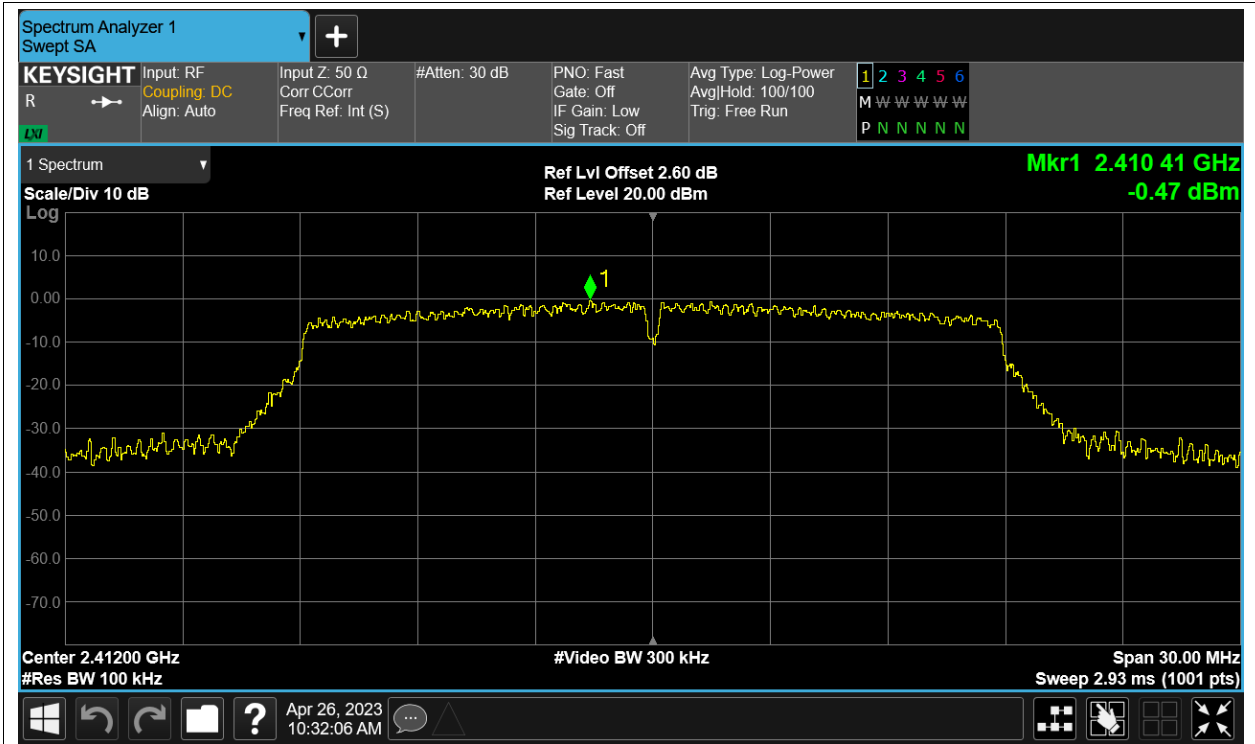 Spectrum Analyzer 1
Swept SA
KEYSIGHT
R
LXI
Input: RF
Coupling: DC
Align: Auto
Input Z: 50 Ω
Corr CCorr
Freq Ref: Int (S)
#Atten: 30 dB
PNO: Fast
Gate: Off
IF Gain: Low
Sig Track: Off
Avg Type: Log-Power
Avg|Hold: 100/100
Trig: Free Run
1 2 3 4 5 6
M W W W W W
P N N N N N
1 Spectrum
Scale/Div 10 dB
Ref Lvl Offset 2.60 dB
Ref Level 20.00 dBm
Mkr1 2.410 41 GHz
-0.47 dBm
Log
10.0
0.00
-10.0
-20.0
-30.0
-40.0
-50.0
-60.0
-70.0
1
Center 2.41200 GHz
#Video BW 300 kHz
Span 30.00 MHz
#Res BW 100 kHz
Sweep 2.93 ms (1001 pts)
?
Apr 26, 2023
10:32:06 AM